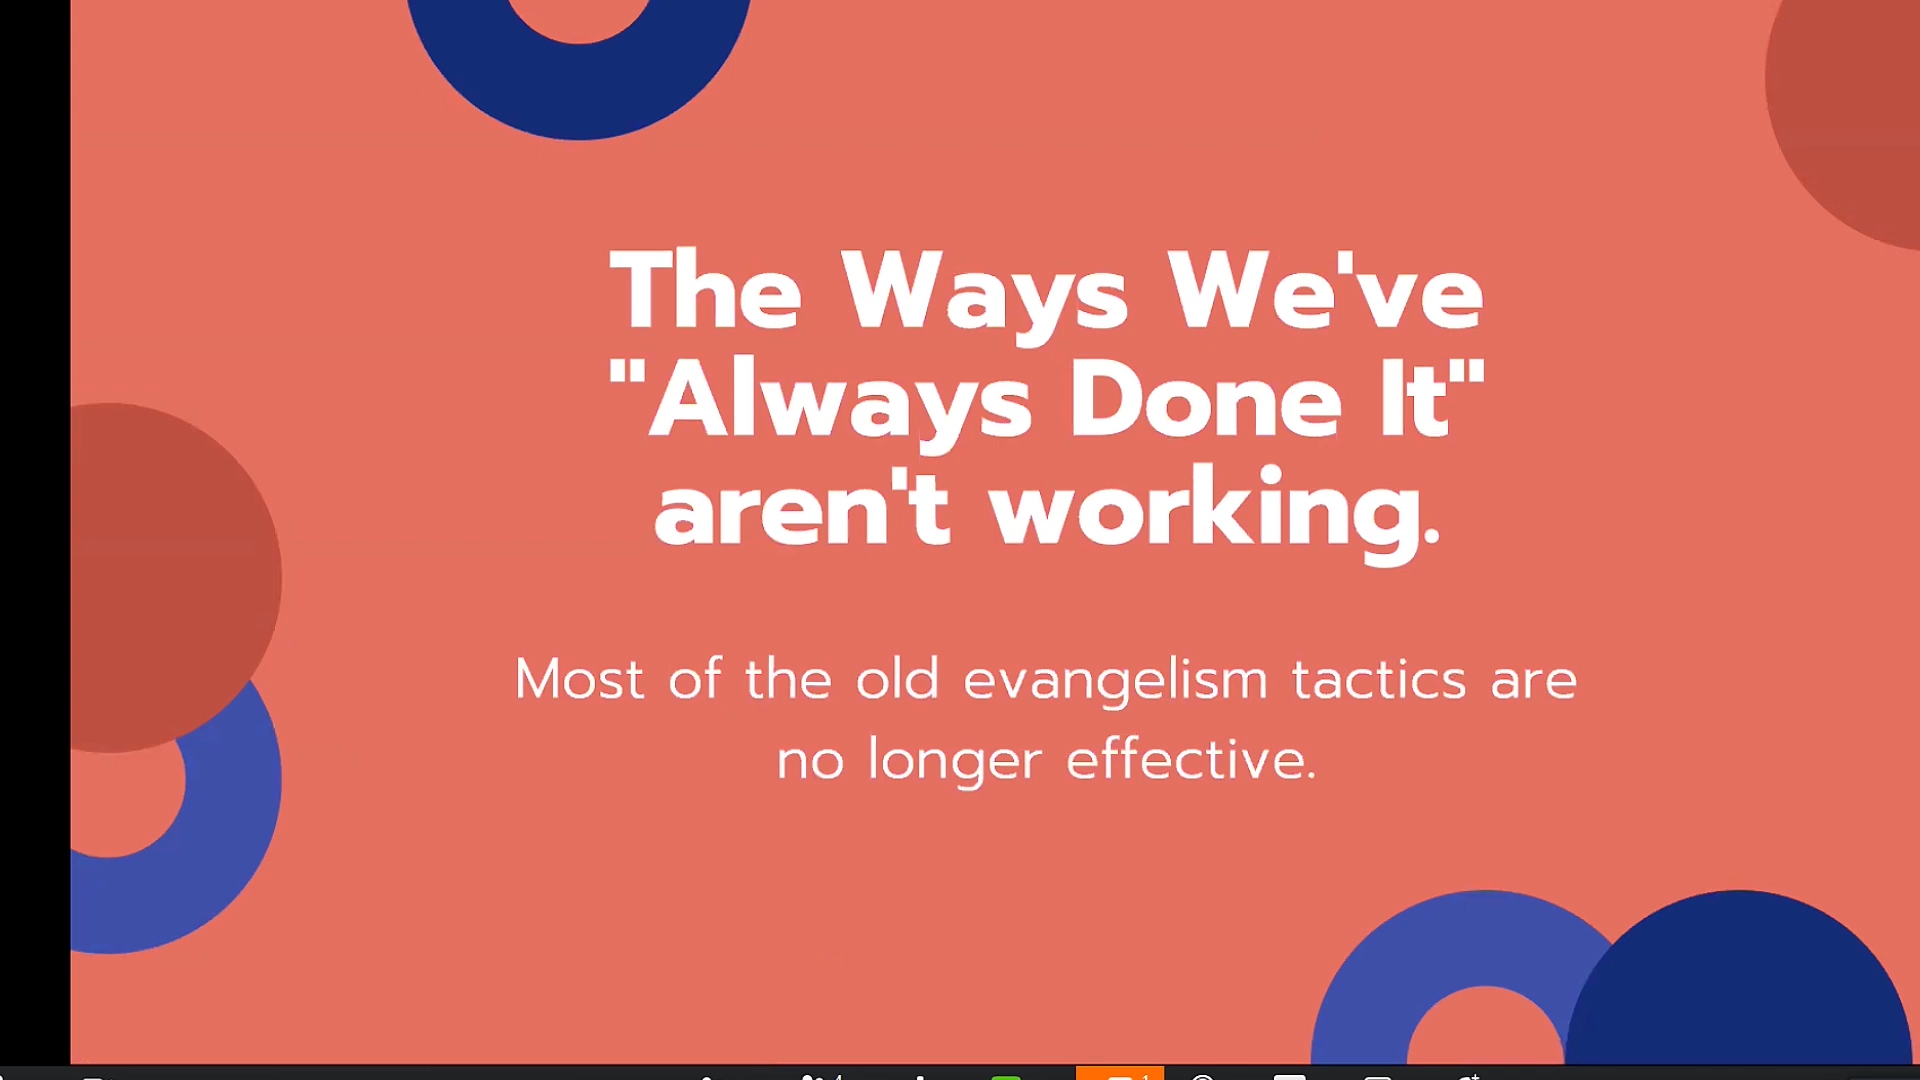 The Ways We've
"Always Done It"
aren't working.
Most of the old evangelism tactics are
no longer effective.